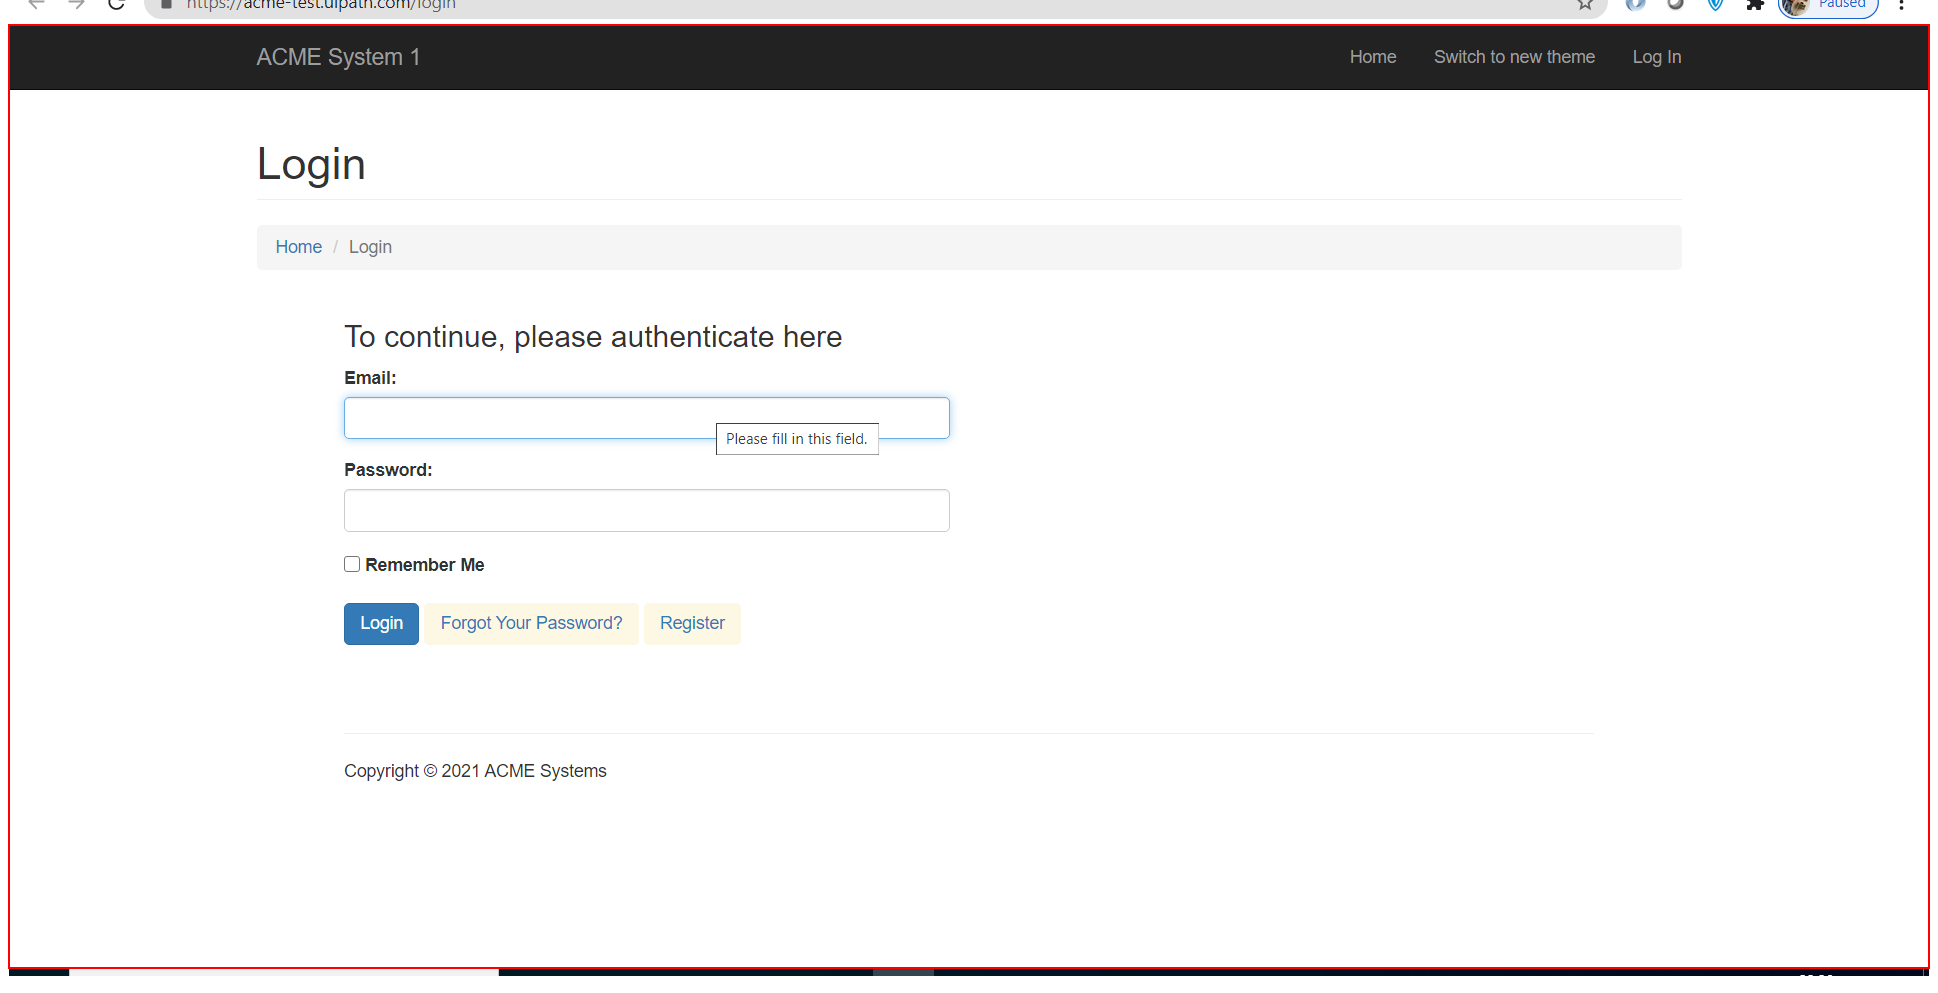 https://acme-test.uipath.com/login
Paused
ACME System 1
Home
Switch to new theme
Log In
Login
Home / Login
To continue, please authenticate here
Email:
Please fill in this field.
Password:
Remember Me
Login
Forgot Your Password?
Register
Copyright © 2021 ACME Systems